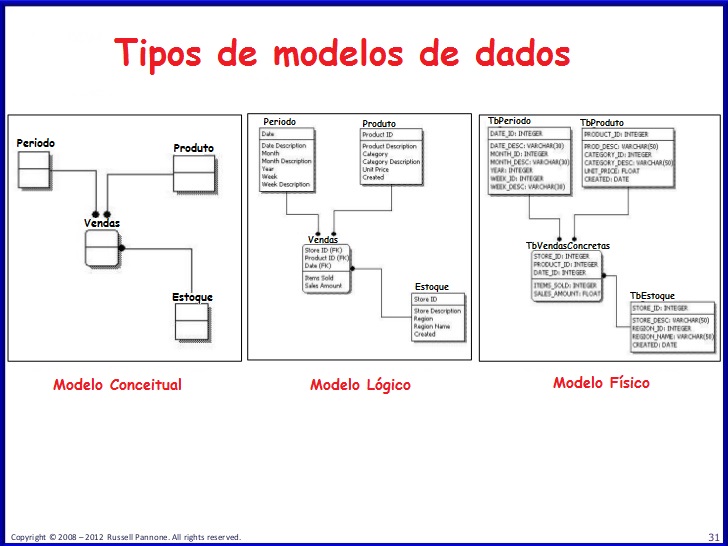 Tipos de modelos de dados
Periodo
Produto
Vendas
Estoque
Modelo Conceitual
Periodo
Date
Date Description
Month
Month Description
Year
Week
Week Description
Produto
Product ID
Product Description
Category
Category Description
Unit Price
Created
Vendas
Store ID (FK)
Product ID (FK)
Date (FK)
Items Sold
Sales Amount
Estoque
Store ID
Store Description
Region
Region Name
Created
Modelo Lógico
TbPeriodo
DATE_ID: INTEGER
DATE_DESC: VARCHAR(30)
MONTH_ID: INTEGER
MONTH_DESC: VARCHAR(30)
YEAR: INTEGER
WEEK_ID: INTEGER
WEEK_DESC: VARCHAR(30)
TbProduto
PRODUCT_ID: INTEGER
PROD_DESC: VARCHAR(50)
CATEGORY_ID: INTEGER
CATEGORY_DESC: VARCHAR(50)
UNIT_PRICE: FLOAT
CREATED: DATE
TbVendasConcretas
STORE_ID: INTEGER
PRODUCT_ID: INTEGER
DATE_ID: INTEGER
ITEMS_SOLD: INTEGER
SALES_AMOUNT: FLOAT
TbEstoque
STORE_ID: INTEGER
STORE_DESC: VARCHAR(50)
REGION_ID: INTEGER
REGION_NAME: VARCHAR(50)
CREATED: DATE
Modelo Físico
Copyright © 2008 – 2012 Russell Pannone. All rights reserved.
31